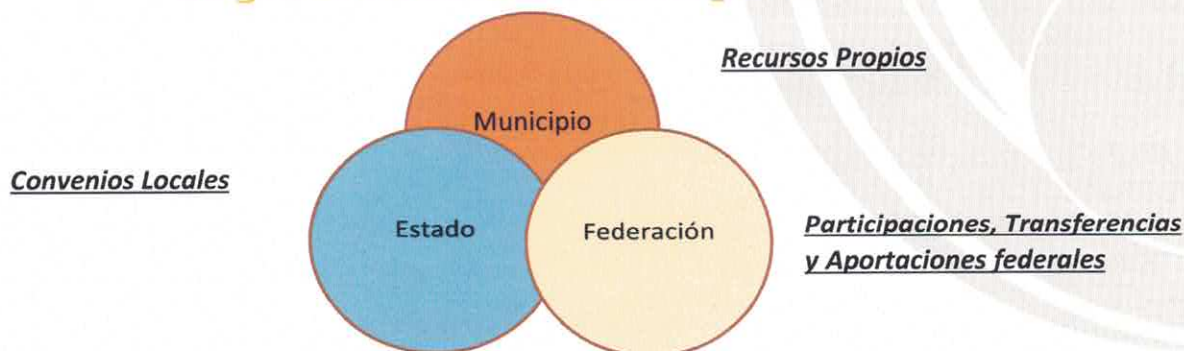 Recursos Propios
Municipio
Convenios Locales
Estado
Federación
Participaciones, Transferencias
y Aportaciones federales